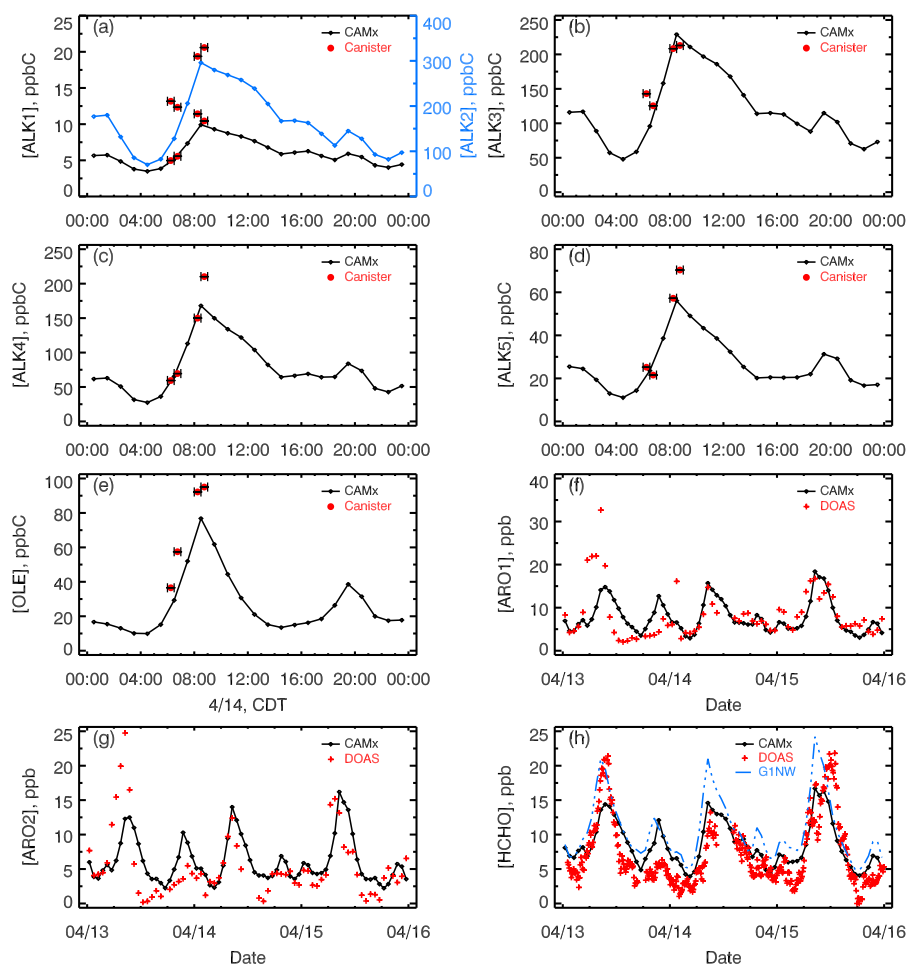 (a)
CAMx
Canister
[ALK1], ppbC
25
20
15
10
5
0
400
300
200
100
0
[ALK2], ppbC
00:00 04:00 08:00 12:00 16:00 20:00 00:00
(b)
CAMx
Canister
[ALK3], ppbC
250
200
150
100
50
0
00:00 04:00 08:00 12:00 16:00 20:00 00:00
(c)
CAMx
Canister
[ALK4], ppbC
250
200
150
100
50
0
00:00 04:00 08:00 12:00 16:00 20:00 00:00
(d)
CAMx
Canister
[ALK5], ppbC
80
60
40
20
0
00:00 04:00 08:00 12:00 16:00 20:00 00:00
(e)
CAMx
Canister
[OLE], ppbC
100
80
60
40
20
0
00:00 04:00 08:00 12:00 16:00 20:00 00:00
4/14, CDT
(f)
CAMx
DOAS
[ARO1], ppb
40
30
20
10
0
04/13 04/14 04/15 04/16
Date
(g)
CAMx
DOAS
[ARO2], ppb
25
20
15
10
5
0
04/13 04/14 04/15 04/16
Date
(h)
CAMx
DOAS
G1NW
[HCHO], ppb
25
20
15
10
5
0
04/13 04/14 04/15 04/16
Date